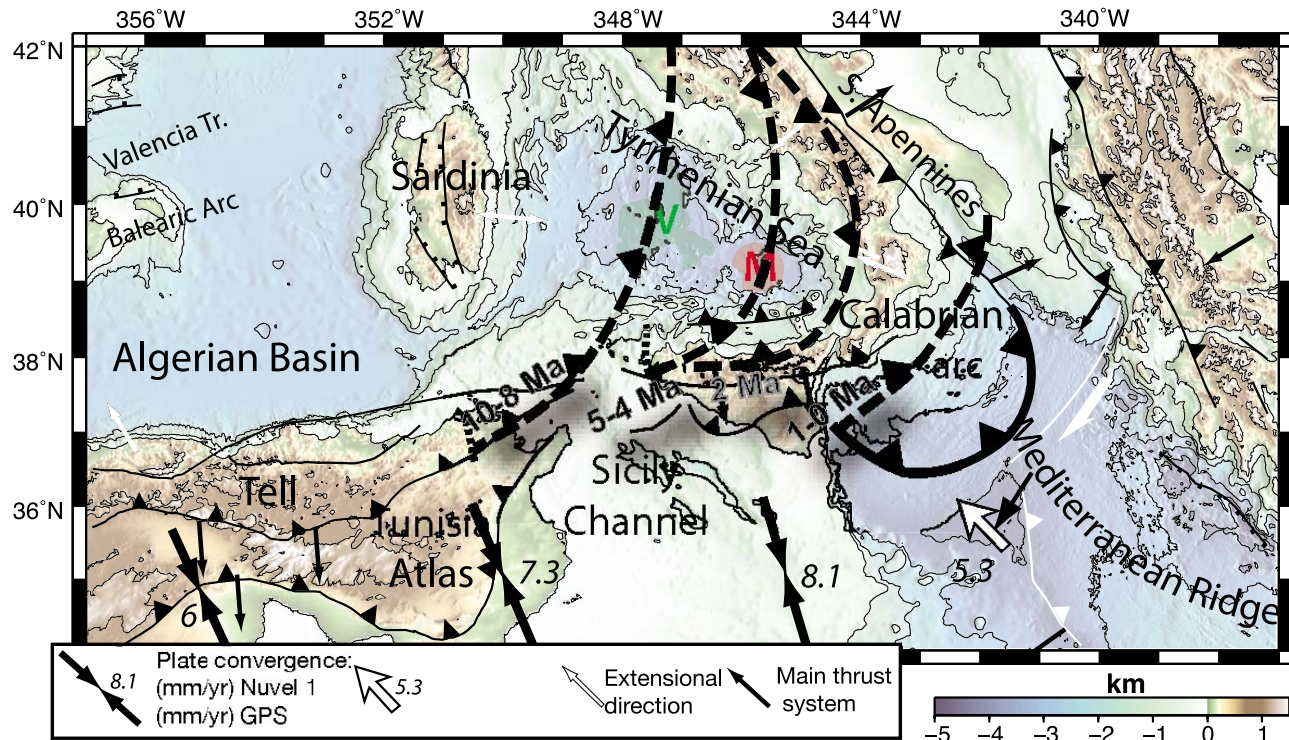 356° 352° 348° 344° 340°
42°N
40°N
38°N
36°N
Valencia Tr.
Balearic Arc
Sardinia
Tyrrhenian Sea
S. Apennines
V
M
Calabrian
arc
Algerian Basin
10-8 Ma
5-4 Ma
2 Ma
1-0 Ma
Sicily
Channel
Tell
Tunisia
Atlas
Mediterranean Ridge
6
7.3
8.1
5.3
8.1
Plate convergence:
(mm/yr) Nuvel 1
(mm/yr) GPS
5.3
Extensional
direction
Main thrust
system
km
−5 −4 −3 −2 −1 0 1